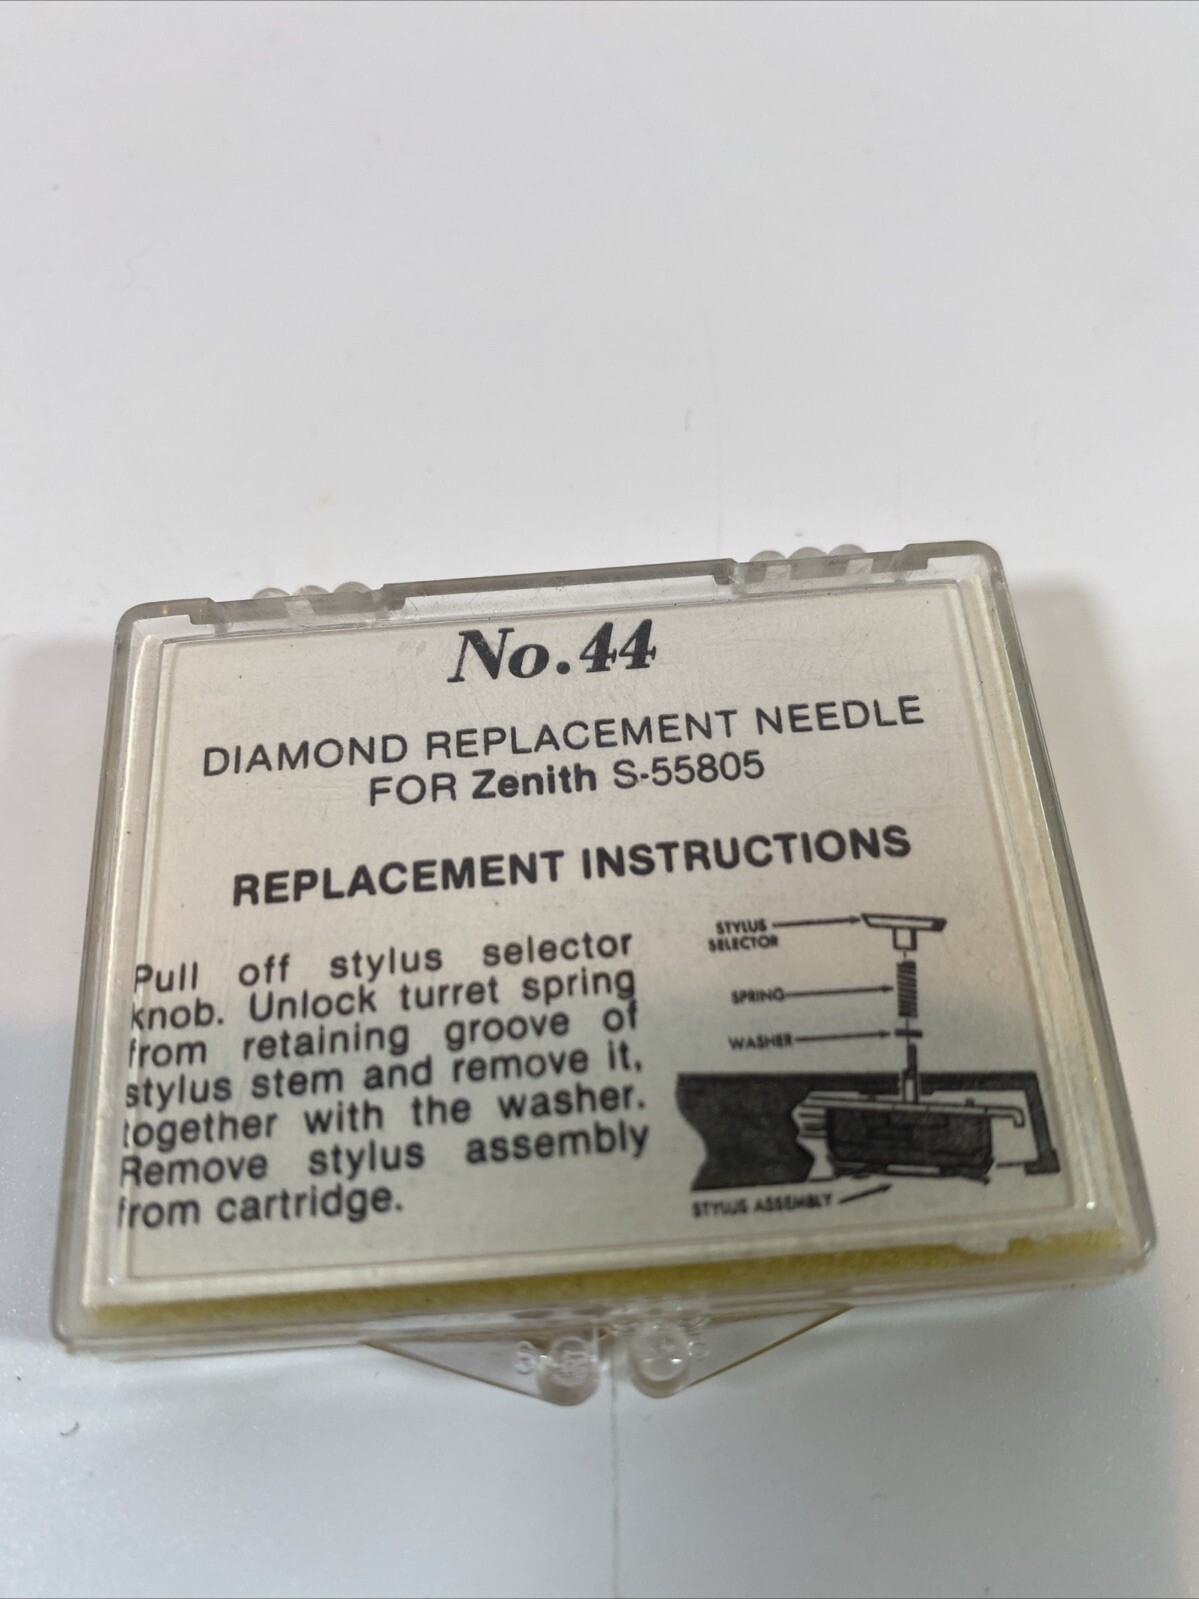 No.44
DIAMOND REPLACEMENT NEEDLE
FOR Zenith S-55805
REPLACEMENT INSTRUCTIONS
Pull off stylus selector
knob. Unlock turret spring
from retaining groove of
stylus stem and remove it,
together with the washer.
Remove stylus assembly
from cartridge.
STYLUS
SELECTOR
SPRING
WASHER
STYLUS ASSEMBLY